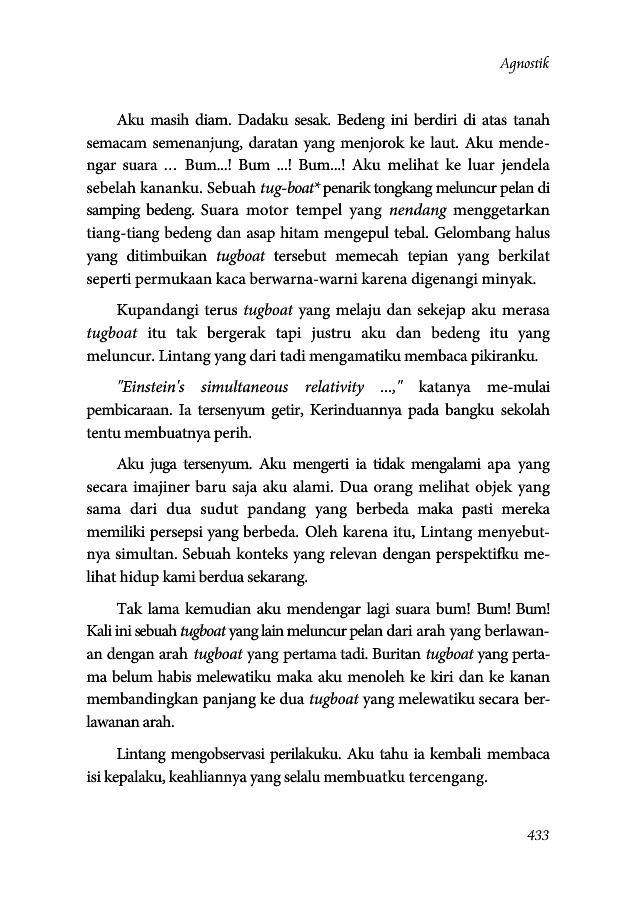 Agnostik
Aku masih diam. Dadaku sesak. Bedeng ini berdiri di atas tanah
semacam semenanjung, daratan yang menjorok ke laut. Aku mende-
ngar suara ... Bum...! Bum ...! Bum...! Aku melihat ke luar jendela
sebelah kananku. Sebuah tug-boat* penarik tongkang meluncur pelan di
samping bedeng. Suara motor tempel yang nendang menggetarkan
tiang-tiang bedeng dan asap hitam mengepul tebal. Gelombang halus
yang ditimbuikan tugboat tersebut memecah tepian yang berkilat
seperti permukaan kaca berwarna-warni karena digenangi minyak.
Kupandangi terus tugboat yang melaju dan sekejap aku merasa
tugboat itu tak bergerak tapi justru aku dan bedeng itu yang
meluncur. Lintang yang dari tadi mengamatiku membaca pikiranku.
"Einstein's simultaneous relativity ...," katanya me-mulai
pembicaraan. Ia tersenyum getir, Kerinduannya pada bangku sekolah
tentu membuatnya perih.
Aku juga tersenyum. Aku mengerti ia tidak mengalami apa yang
secara imajiner baru saja aku alami. Dua orang melihat objek yang
sama dari dua sudut pandang yang berbeda maka pasti mereka
memiliki persepsi yang berbeda. Oleh karena itu, Lintang menyebut-
nya simultan. Sebuah konteks yang relevan dengan perspektifku me-
lihat hidup kami berdua sekarang.
Tak lama kemudian aku mendengar lagi suara bum! Bum! Bum!
Kali ini sebuah tugboat yang lain meluncur pelan dari arah yang berlawan-
an dengan arah tugboat yang pertama tadi. Buritan tugboat yang perta-
ma belum habis melewatiku maka aku menoleh ke kiri dan ke kanan
membandingkan panjang ke dua tugboat yang melewatiku secara ber-
lawanan arah.
Lintang mengobservasi perilakuku. Aku tahu ia kembali membaca
isi kepalaku, keahliannya yang selalu membuatku tercengang.
433